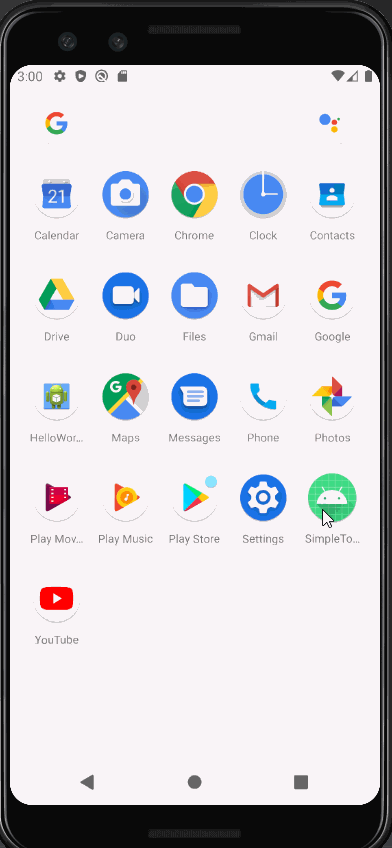 3:00
G
G
21
Calendar
Camera
Chrome
Clock
Contacts
Drive
Duo
Files
Gmail
Google
HelloWor...
Maps
Messages
Phone
Photos
Play Mov...
Play Music
Play Store
Settings
SimpleTo...
YouTube